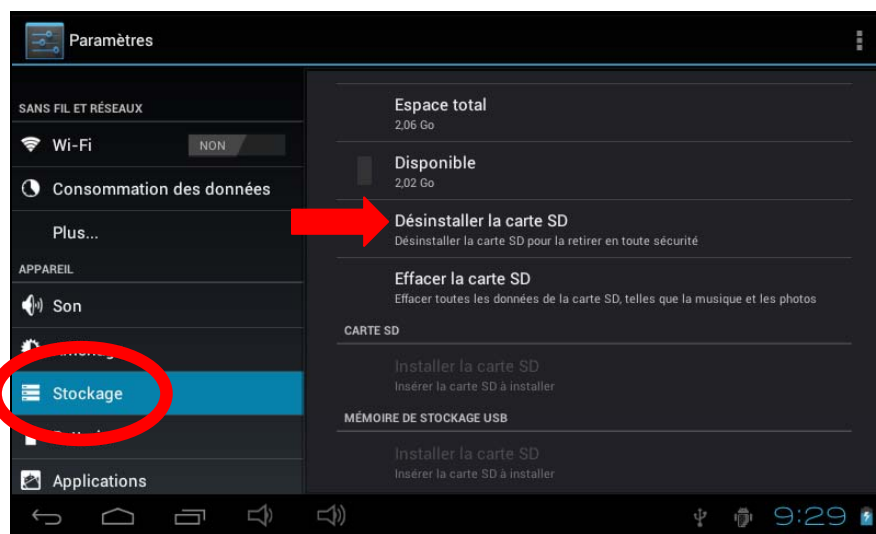 Paramètres
SANS FIL ET RÉSEAUX
Wi-Fi
NON
Consommation des données
Plus...
APPAREIL
Son
Stockage
Applications
Espace total
2,06 Go
Disponible
2,02 Go
Désinstaller la carte SD
Désinstaller la carte SD pour la retirer en toute sécurité
Effacer la carte SD
Effacer toutes les données de la carte SD, telles que la musique et les photos
CARTE SD
Installer la carte SD
Insérer la carte SD à installer
MÉMOIRE DE STOCKAGE USB
Installer la carte SD
Insérer la carte SD à installer
9:29